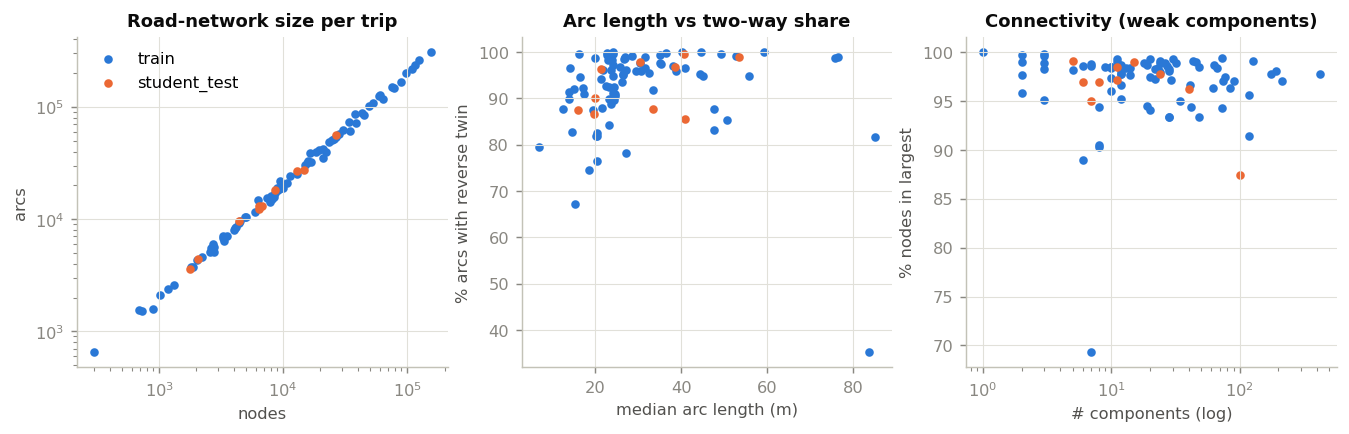 Road-network size per trip
train
student_test
10^5
10^4
10^3
arcs
10^3
10^4
10^5
nodes
Arc length vs two-way share
100
90
80
70
60
50
40
% arcs with reverse twin
20
40
60
80
median arc length (m)
Connectivity (weak components)
100
95
90
85
80
75
70
% nodes in largest
10^0
10^1
10^2
# components (log)